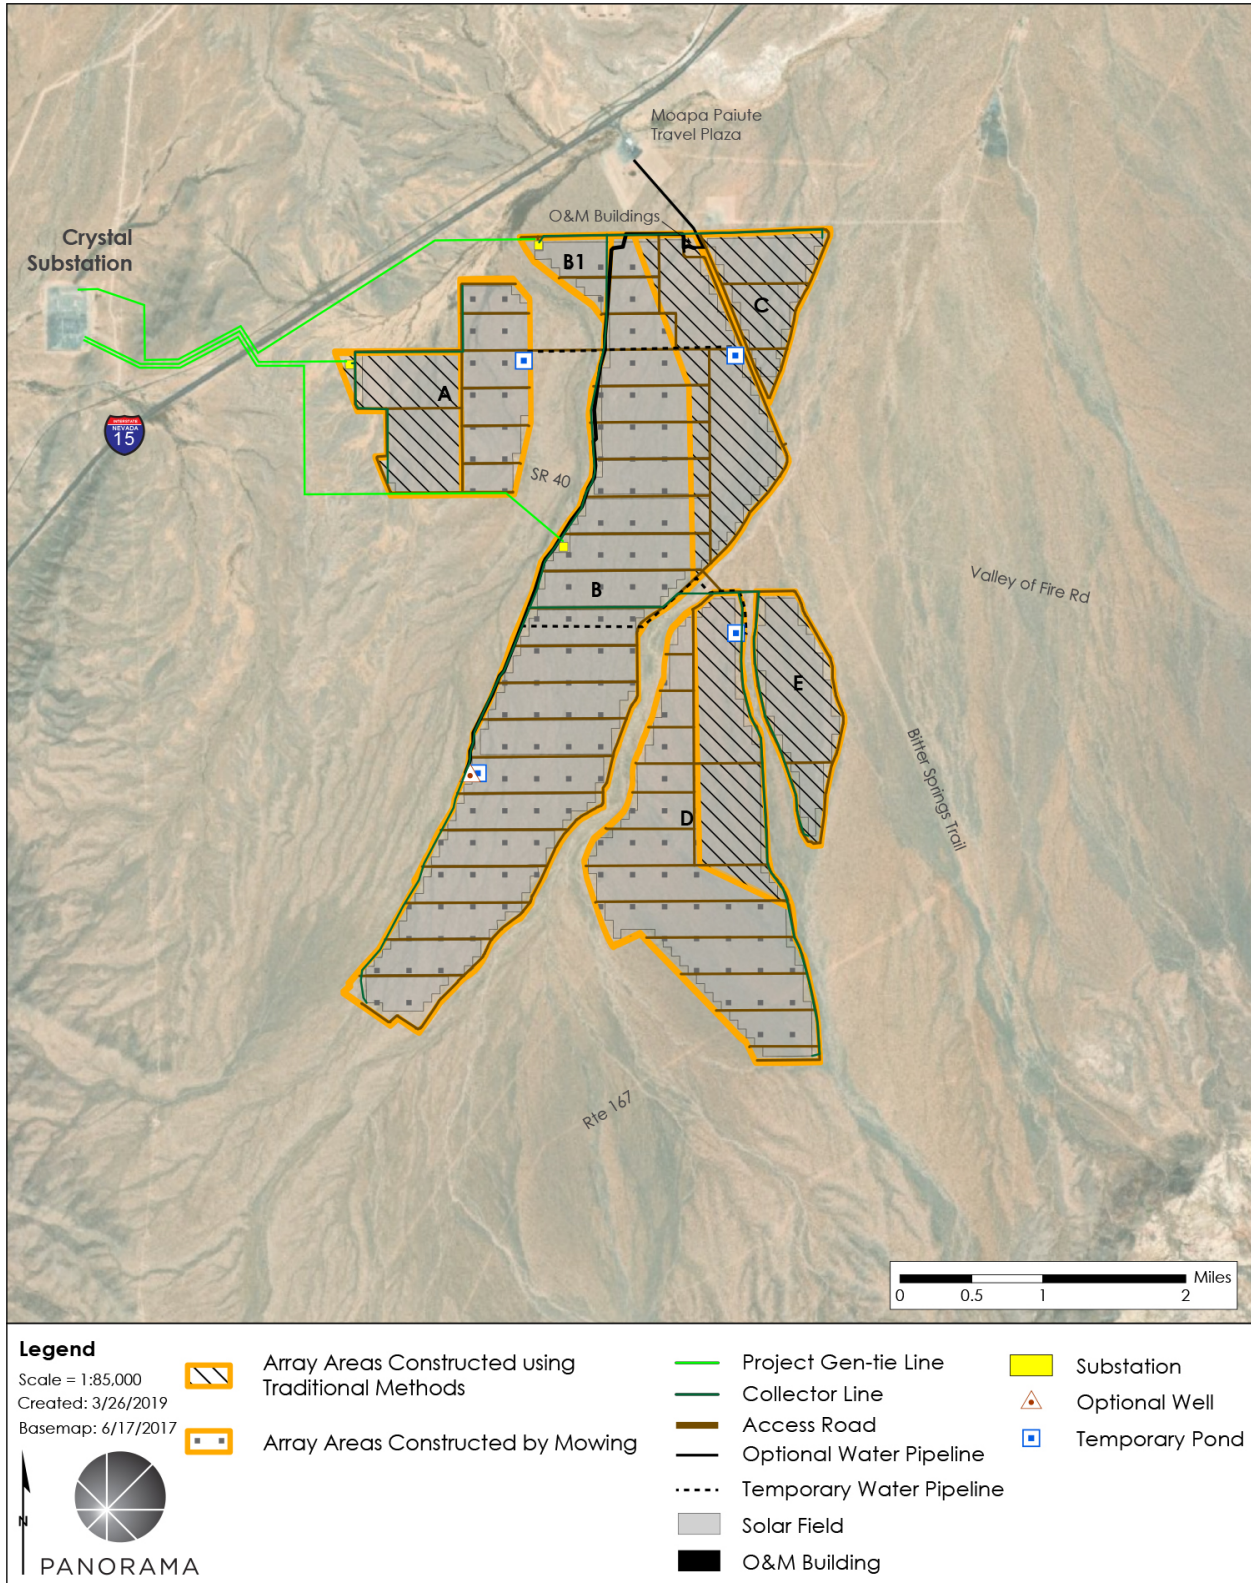 Moapa Paiute
Travel Plaza
O&M Buildings
Crystal
Substation
B1
C
A
INTERSTATE
NEVADA
15
SR 40
B
Valley of Fire Rd
E
Bitter Springs Trail
D
Rte 167
Miles
0 0.5 1 2
Legend
Scale = 1:85,000
Created: 3/26/2019
Basemap: 6/17/2017
N
PANORAMA
Array Areas Constructed using
Traditional Methods
Array Areas Constructed by Mowing
Project Gen-tie Line
Collector Line
Access Road
Optional Water Pipeline
Temporary Water Pipeline
Solar Field
O&M Building
Substation
Optional Well
Temporary Pond